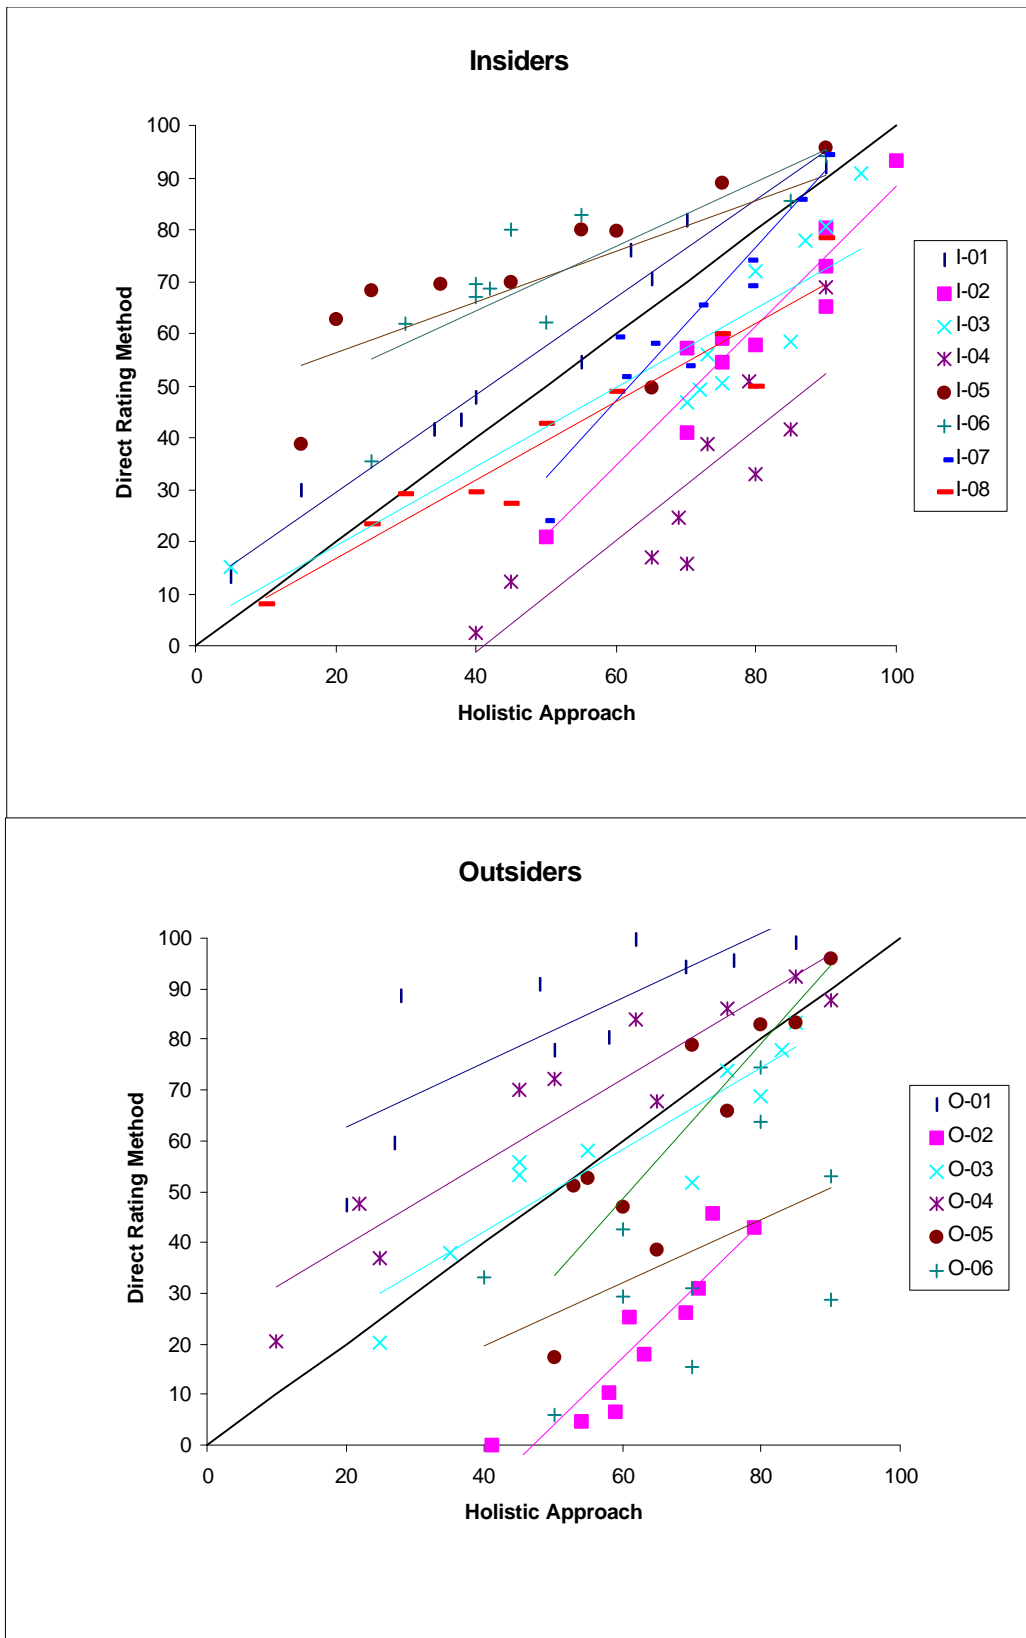 Insiders
100
90
80
70
60
50
40
30
20
10
0
Direct Rating Method
0 20 40 60 80 100
Holistic Approach
I-01
I-02
I-03
I-04
I-05
I-06
I-07
I-08
Outsiders
100
90
80
70
60
50
40
30
20
10
0
Direct Rating Method
0 20 40 60 80 100
Holistic Approach
O-01
O-02
O-03
O-04
O-05
O-06